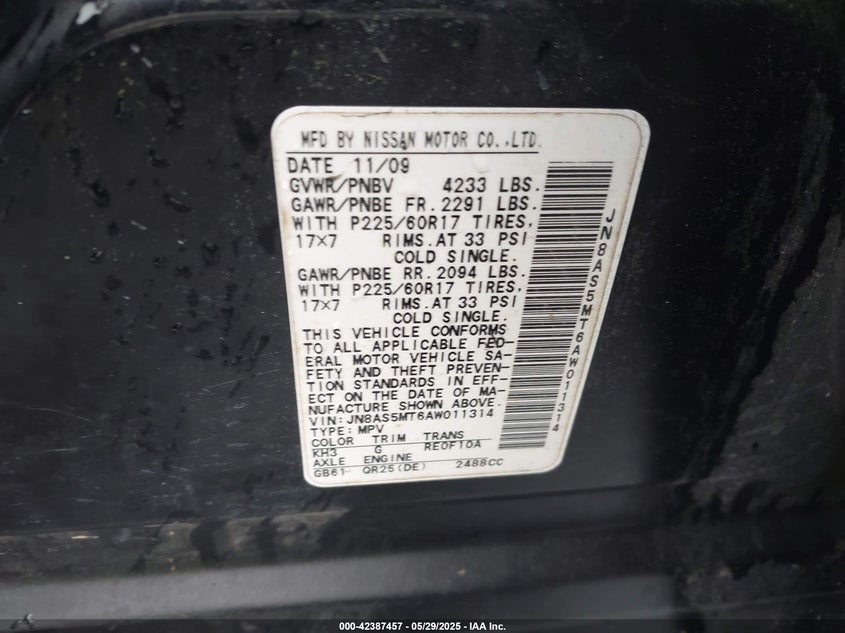 MFD BY NISSAN MOTOR CO.,LTD.
DATE 11/09
GVWR/PNBV 4233 LBS.
GAWR/PNBE FR.2291 LBS.
WITH P225/60R17 TIRES,
17×7 RIMS.AT 33 PSI
COLD SINGLE.
GAWR/PNBE RR.2094 LBS.
WITH P225/60R17 TIRES,
17×7 RIMS.AT 33 PSI
COLD SINGLE.
THIS VEHICLE CONFORMS
TO ALL APPLICABLE FED-
ERAL MOTOR VEHICLE SA-
FETY AND THEFT PREVEN-
TION STANDARDS IN EFF-
ECT ON THE DATE OF MA-
NUFACTURE SHOWN ABOVE.
VIN:JN8AS5MT6AW011314
TYPE:MPV
COLOR TRIM TRANS
KH3 G RE0F10A
AXLE ENGINE
GB61- QR25(DE) 2488CC
JN8AS5MT6AW011314
000-42387457 - 05/29/2025 - IAA Inc.